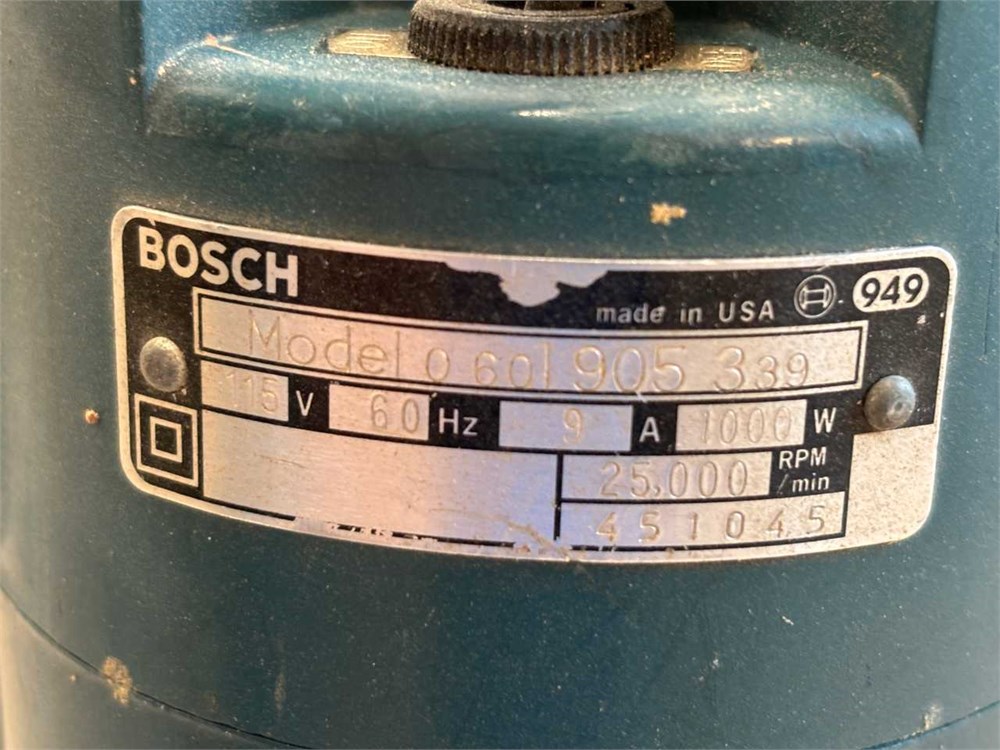 BOSCH
made in USA 949
Model 0 601 905 339
115 V 60 Hz 9 A 1000 W
25,000 RPM /min
451045